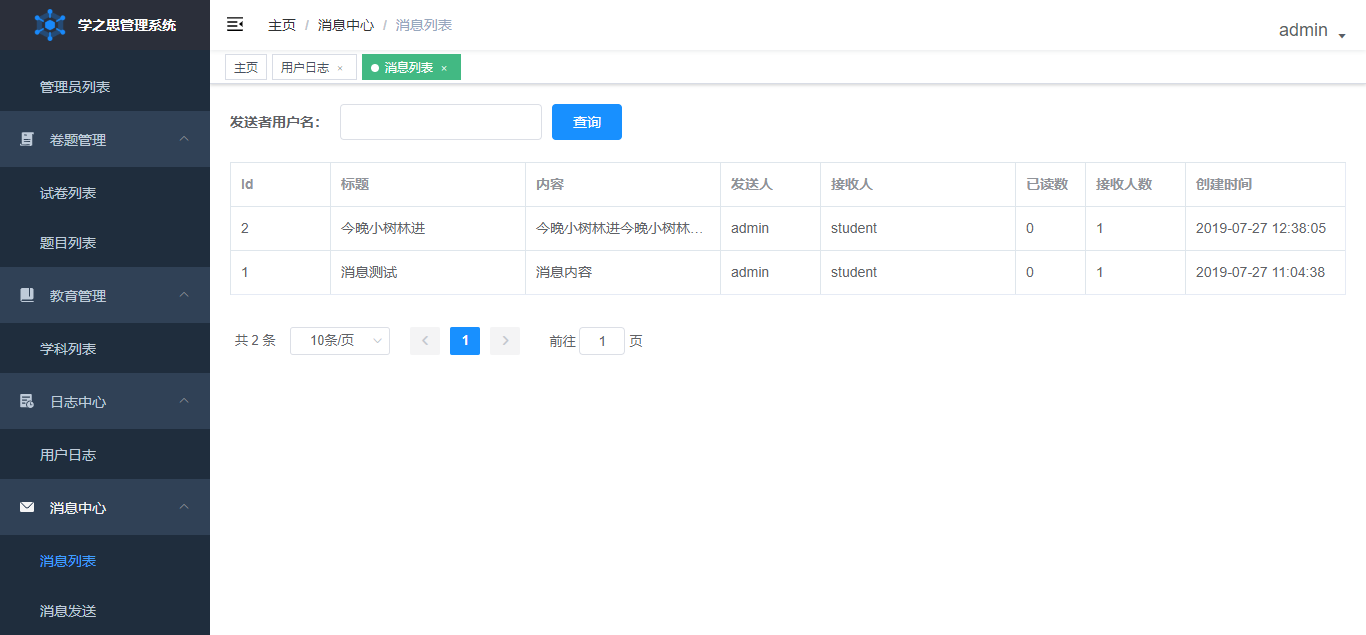 学之思管理系统
管理员列表
卷题管理
试卷列表
题目列表
教育管理
学科列表
日志中心
用户日志
消息中心
消息列表
消息发送
主页 / 消息中心 / 消息列表
admin
主页 用户日志 × 消息列表 ×
发送者用户名： 查询
Id 标题 内容 发送人 接收人 已读数 接收人数 创建时间
2 今晚小树林进 今晚小树林进今晚小树林… admin student 0 1 2019-07-27 12:38:05
1 消息测试 消息内容 admin student 0 1 2019-07-27 11:04:38
共 2 条 10条/页 1 前往 1 页